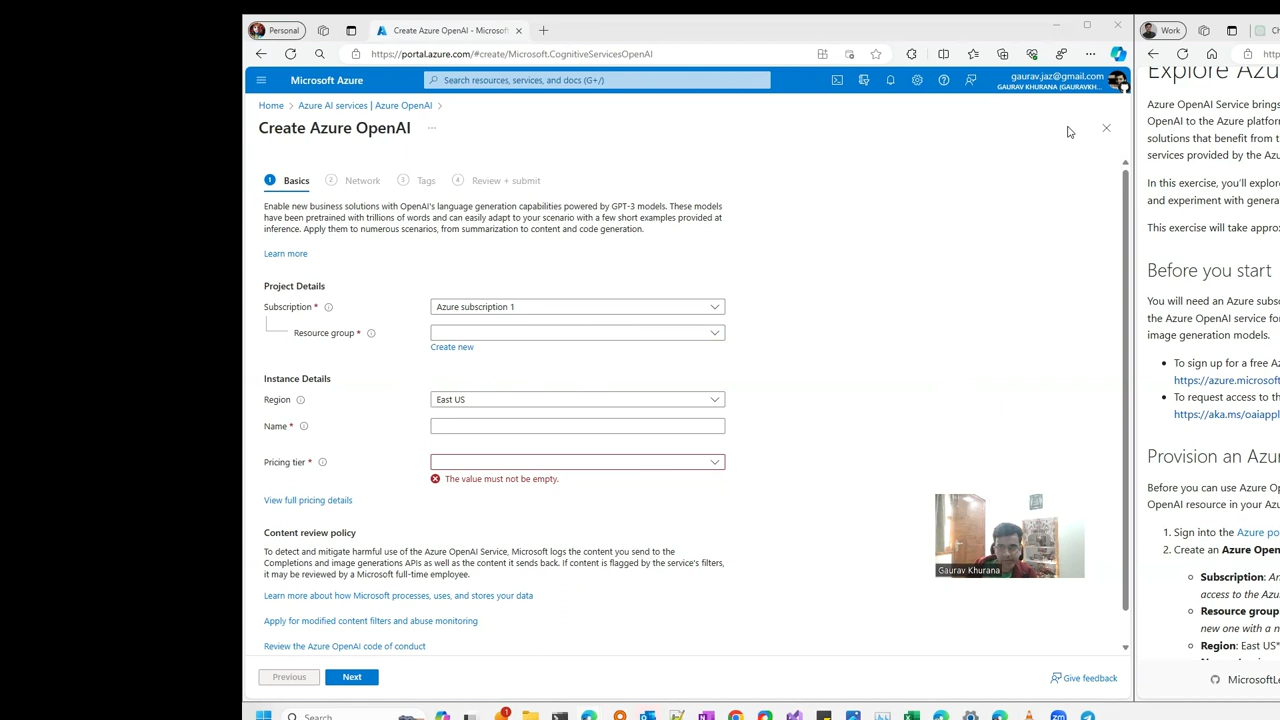 Personal
Create Azure OpenAI - Microsof
Work
Ch
https://portal.azure.com/#create/Microsoft.CognitiveServicesOpenAI
http
Microsoft Azure
Search resources, services, and docs (G+/)
gaurav.jaz@gmail.com
GAURAV KHURANA (GAURAVKH...
Home > Azure AI services | Azure OpenAI >
Create Azure OpenAI ...
1 Basics
2 Network
3 Tags
4 Review + submit
Enable new business solutions with OpenAI's language generation capabilities powered by GPT-3 models. These models
have been pretrained with trillions of words and can easily adapt to your scenario with a few short examples provided at
inference. Apply them to numerous scenarios, from summarization to content and code generation.
Learn more
Project Details
Subscription *
Azure subscription 1
Resource group *
Create new
Instance Details
Region
East US
Name *
Pricing tier *
The value must not be empty.
View full pricing details
Content review policy
To detect and mitigate harmful use of the Azure OpenAI Service, Microsoft logs the content you send to the
Completions and image generations APIs as well as the content it sends back. If content is flagged by the service's filters,
it may be reviewed by a Microsoft full-time employee.
Learn more about how Microsoft processes, uses, and stores your data
Apply for modified content filters and abuse monitoring
Review the Azure OpenAI code of conduct
Previous
Next
Give feedback
Gaurav Khurana
Explore Azu
Azure OpenAI Service brings
OpenAI to the Azure platform
solutions that benefit from t
services provided by the Azu
In this exercise, you'll explor
and experiment with genera
This exercise will take appro
Before you start
You will need an Azure subsc
the Azure OpenAI service for
image generation models.
• To sign up for a free Az
https://azure.microsoft
• To request access to th
https://aka.ms/oaiappl
Provision an Azur
Before you can use Azure Op
OpenAI resource in your Azu
1. Sign into the Azure po
2. Create an Azure Open
Subscription: An
access to the Azu
Resource group
new one with a n
Region: East US*
MicrosoftLe
Search
1